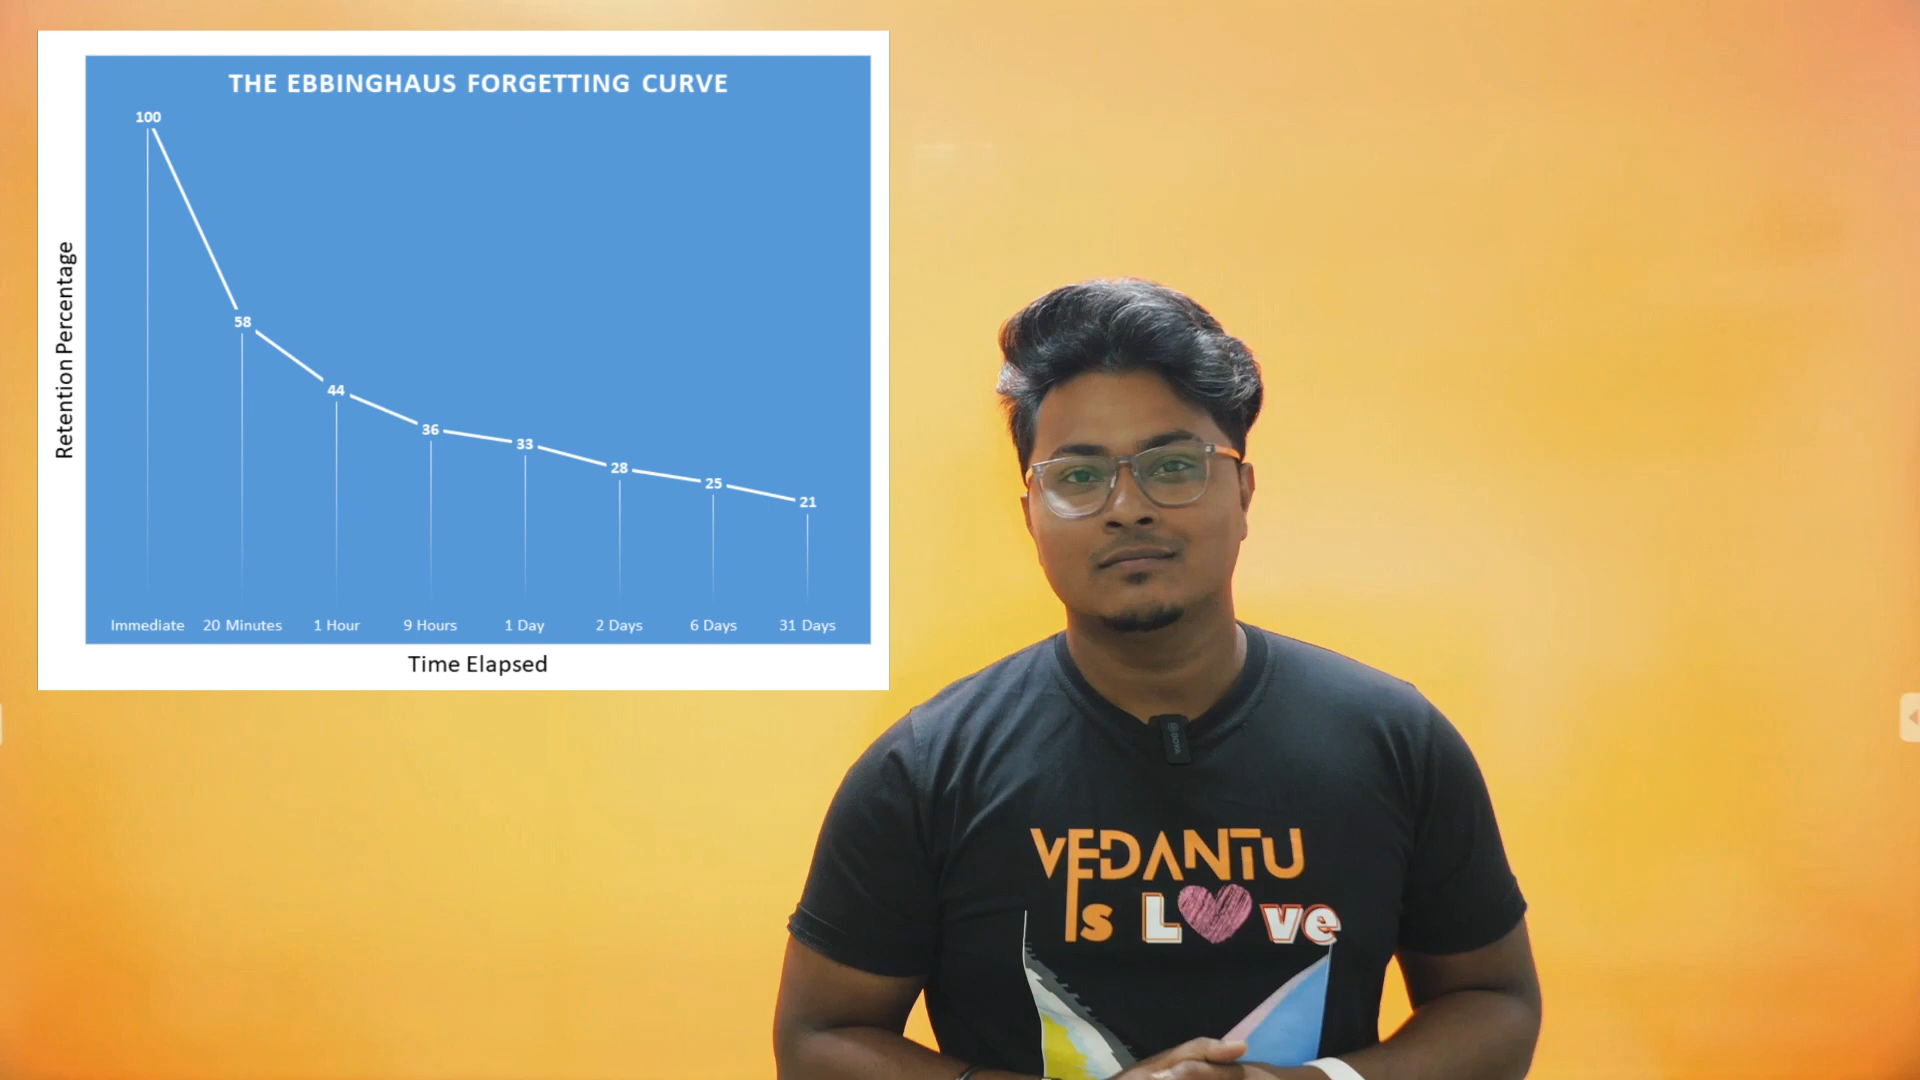 THE EBBINGHAUS FORGETTING CURVE
100
58
44
36
33
28
25
21
Retention Percentage
Immediate 20 Minutes 1 Hour 9 Hours 1 Day 2 Days 6 Days 31 Days
Time Elapsed
BOYA
VEDANTU
Is Love